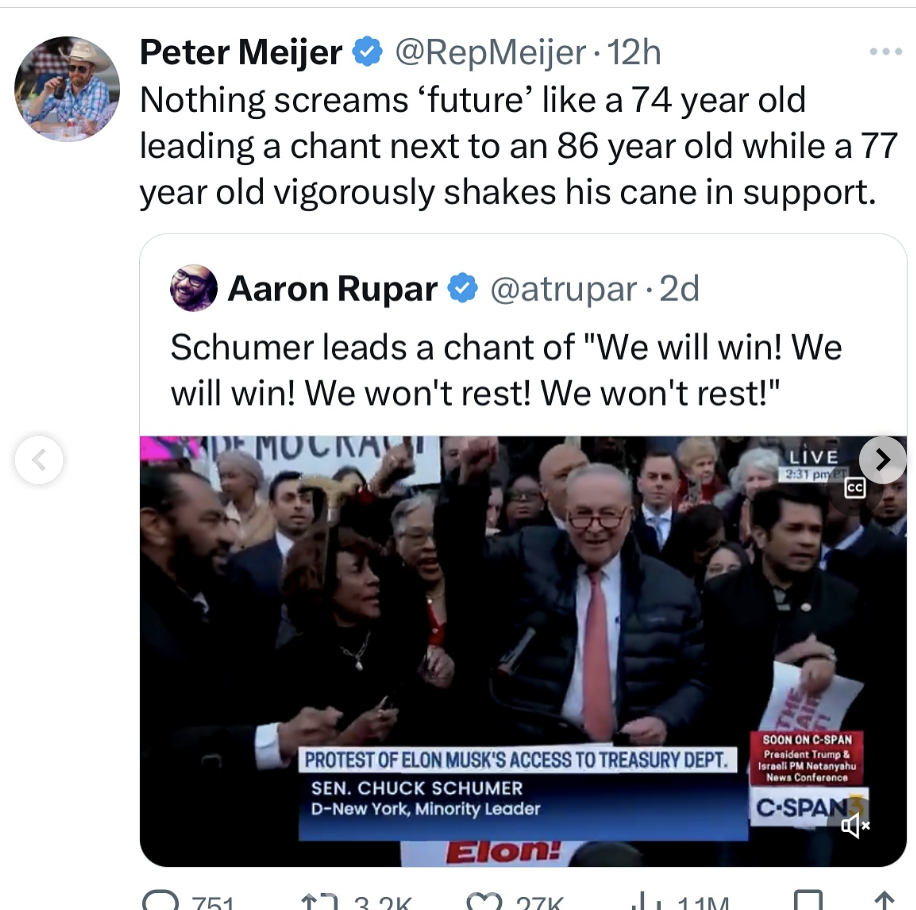 Peter Meijer @RepMeijer · 12h
Nothing screams ‘future’ like a 74 year old
leading a chant next to an 86 year old while a 77
year old vigorously shakes his cane in support.
Aaron Rupar @atrupar · 2d
Schumer leads a chant of "We will win! We
will win! We won't rest! We won't rest!"
LIVE
2:31 pm ET
CC
PROTEST OF ELON MUSK'S ACCESS TO TREASURY DEPT.
SEN. CHUCK SCHUMER
D-New York, Minority Leader
SOON ON C-SPAN
President Trump &
Israeli PM Netanyahu
News Conference
C-SPAN3
Elon!
751 3.2K 27K 1.1M